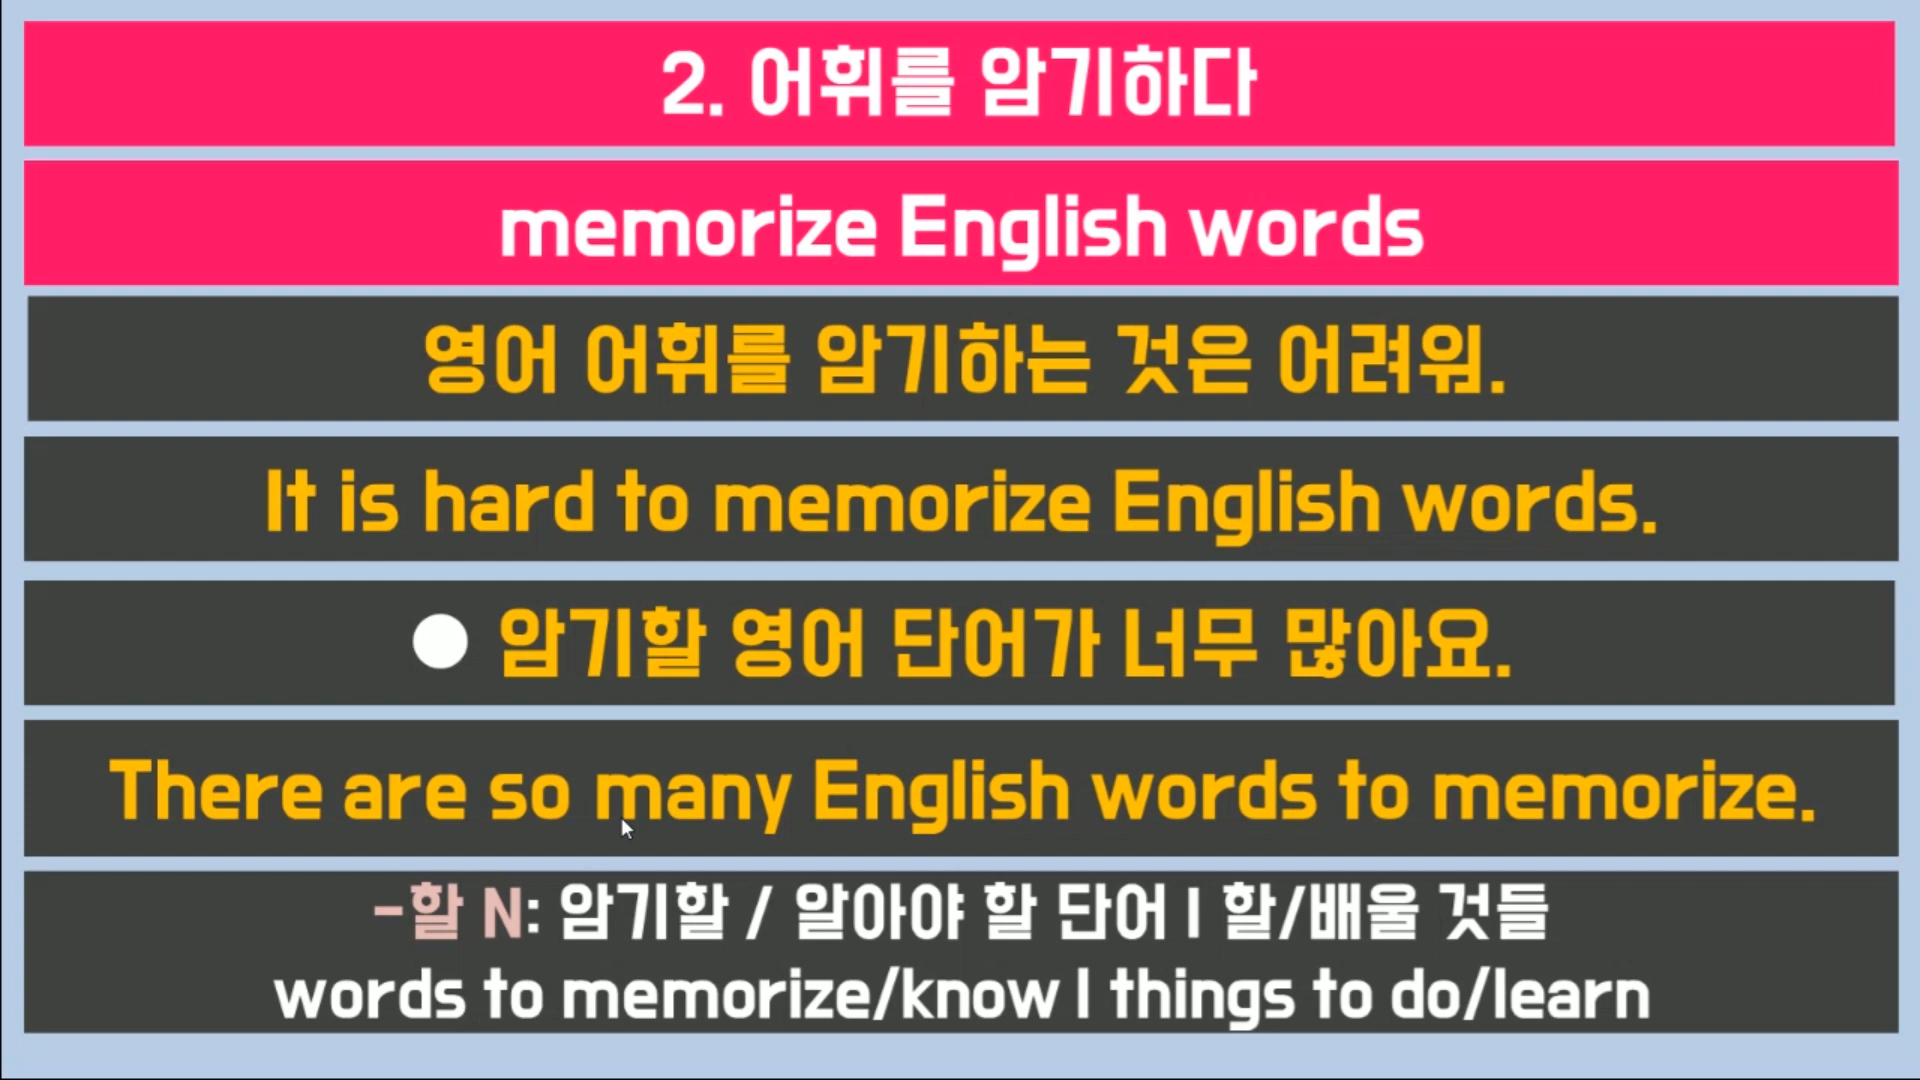 2. 어휘를 암기하다
memorize English words
영어 어휘를 암기하는 것은 어려워.
It is hard to memorize English words.
● 암기할 영어 단어가 너무 많아요.
There are so many English words to memorize.
-할 N: 암기할 / 알아야 할 단어 | 할/배울 것들
words to memorize/know | things to do/learn